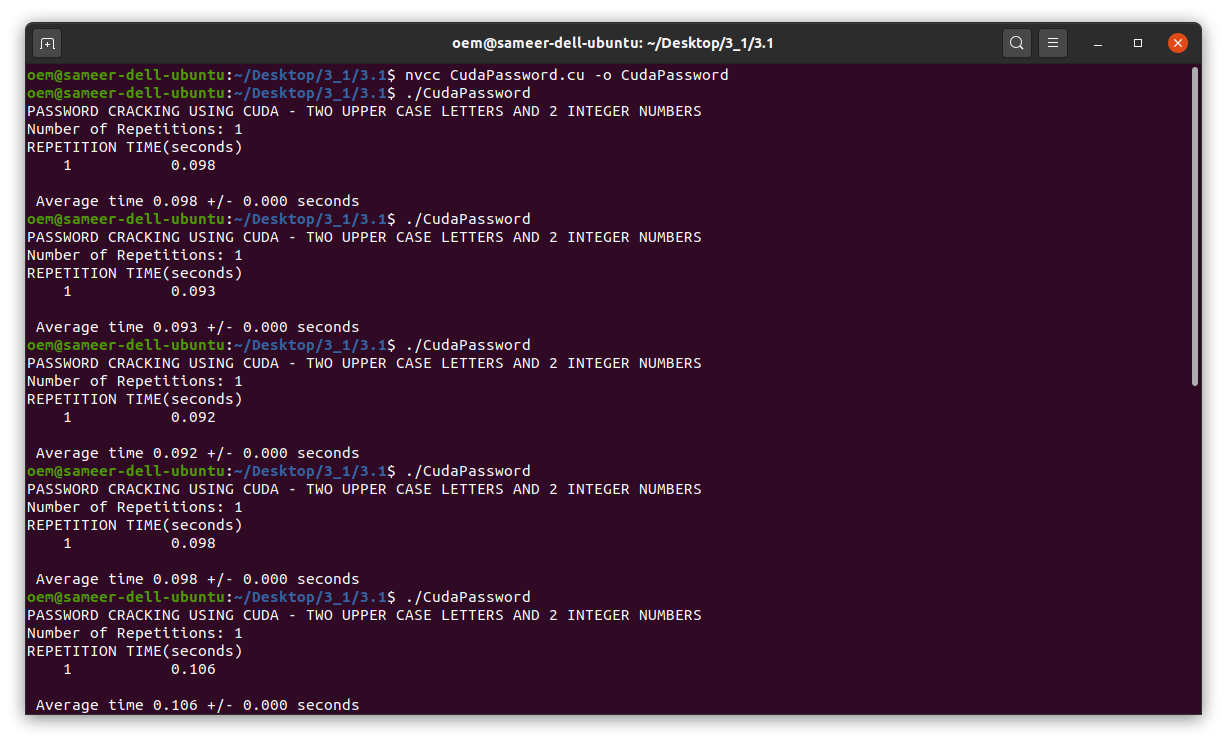 oem@sameer-dell-ubuntu: ~/Desktop/3_1/3.1
oem@sameer-dell-ubuntu:~/Desktop/3_1/3.1$ nvcc CudaPassword.cu -o CudaPassword
oem@sameer-dell-ubuntu:~/Desktop/3_1/3.1$ ./CudaPassword
PASSWORD CRACKING USING CUDA - TWO UPPER CASE LETTERS AND 2 INTEGER NUMBERS
Number of Repetitions: 1
REPETITION TIME(seconds)
    1           0.098
 Average time 0.098 +/- 0.000 seconds
oem@sameer-dell-ubuntu:~/Desktop/3_1/3.1$ ./CudaPassword
PASSWORD CRACKING USING CUDA - TWO UPPER CASE LETTERS AND 2 INTEGER NUMBERS
Number of Repetitions: 1
REPETITION TIME(seconds)
    1           0.093
 Average time 0.093 +/- 0.000 seconds
oem@sameer-dell-ubuntu:~/Desktop/3_1/3.1$ ./CudaPassword
PASSWORD CRACKING USING CUDA - TWO UPPER CASE LETTERS AND 2 INTEGER NUMBERS
Number of Repetitions: 1
REPETITION TIME(seconds)
    1           0.092
 Average time 0.092 +/- 0.000 seconds
oem@sameer-dell-ubuntu:~/Desktop/3_1/3.1$ ./CudaPassword
PASSWORD CRACKING USING CUDA - TWO UPPER CASE LETTERS AND 2 INTEGER NUMBERS
Number of Repetitions: 1
REPETITION TIME(seconds)
    1           0.098
 Average time 0.098 +/- 0.000 seconds
oem@sameer-dell-ubuntu:~/Desktop/3_1/3.1$ ./CudaPassword
PASSWORD CRACKING USING CUDA - TWO UPPER CASE LETTERS AND 2 INTEGER NUMBERS
Number of Repetitions: 1
REPETITION TIME(seconds)
    1           0.106
 Average time 0.106 +/- 0.000 seconds